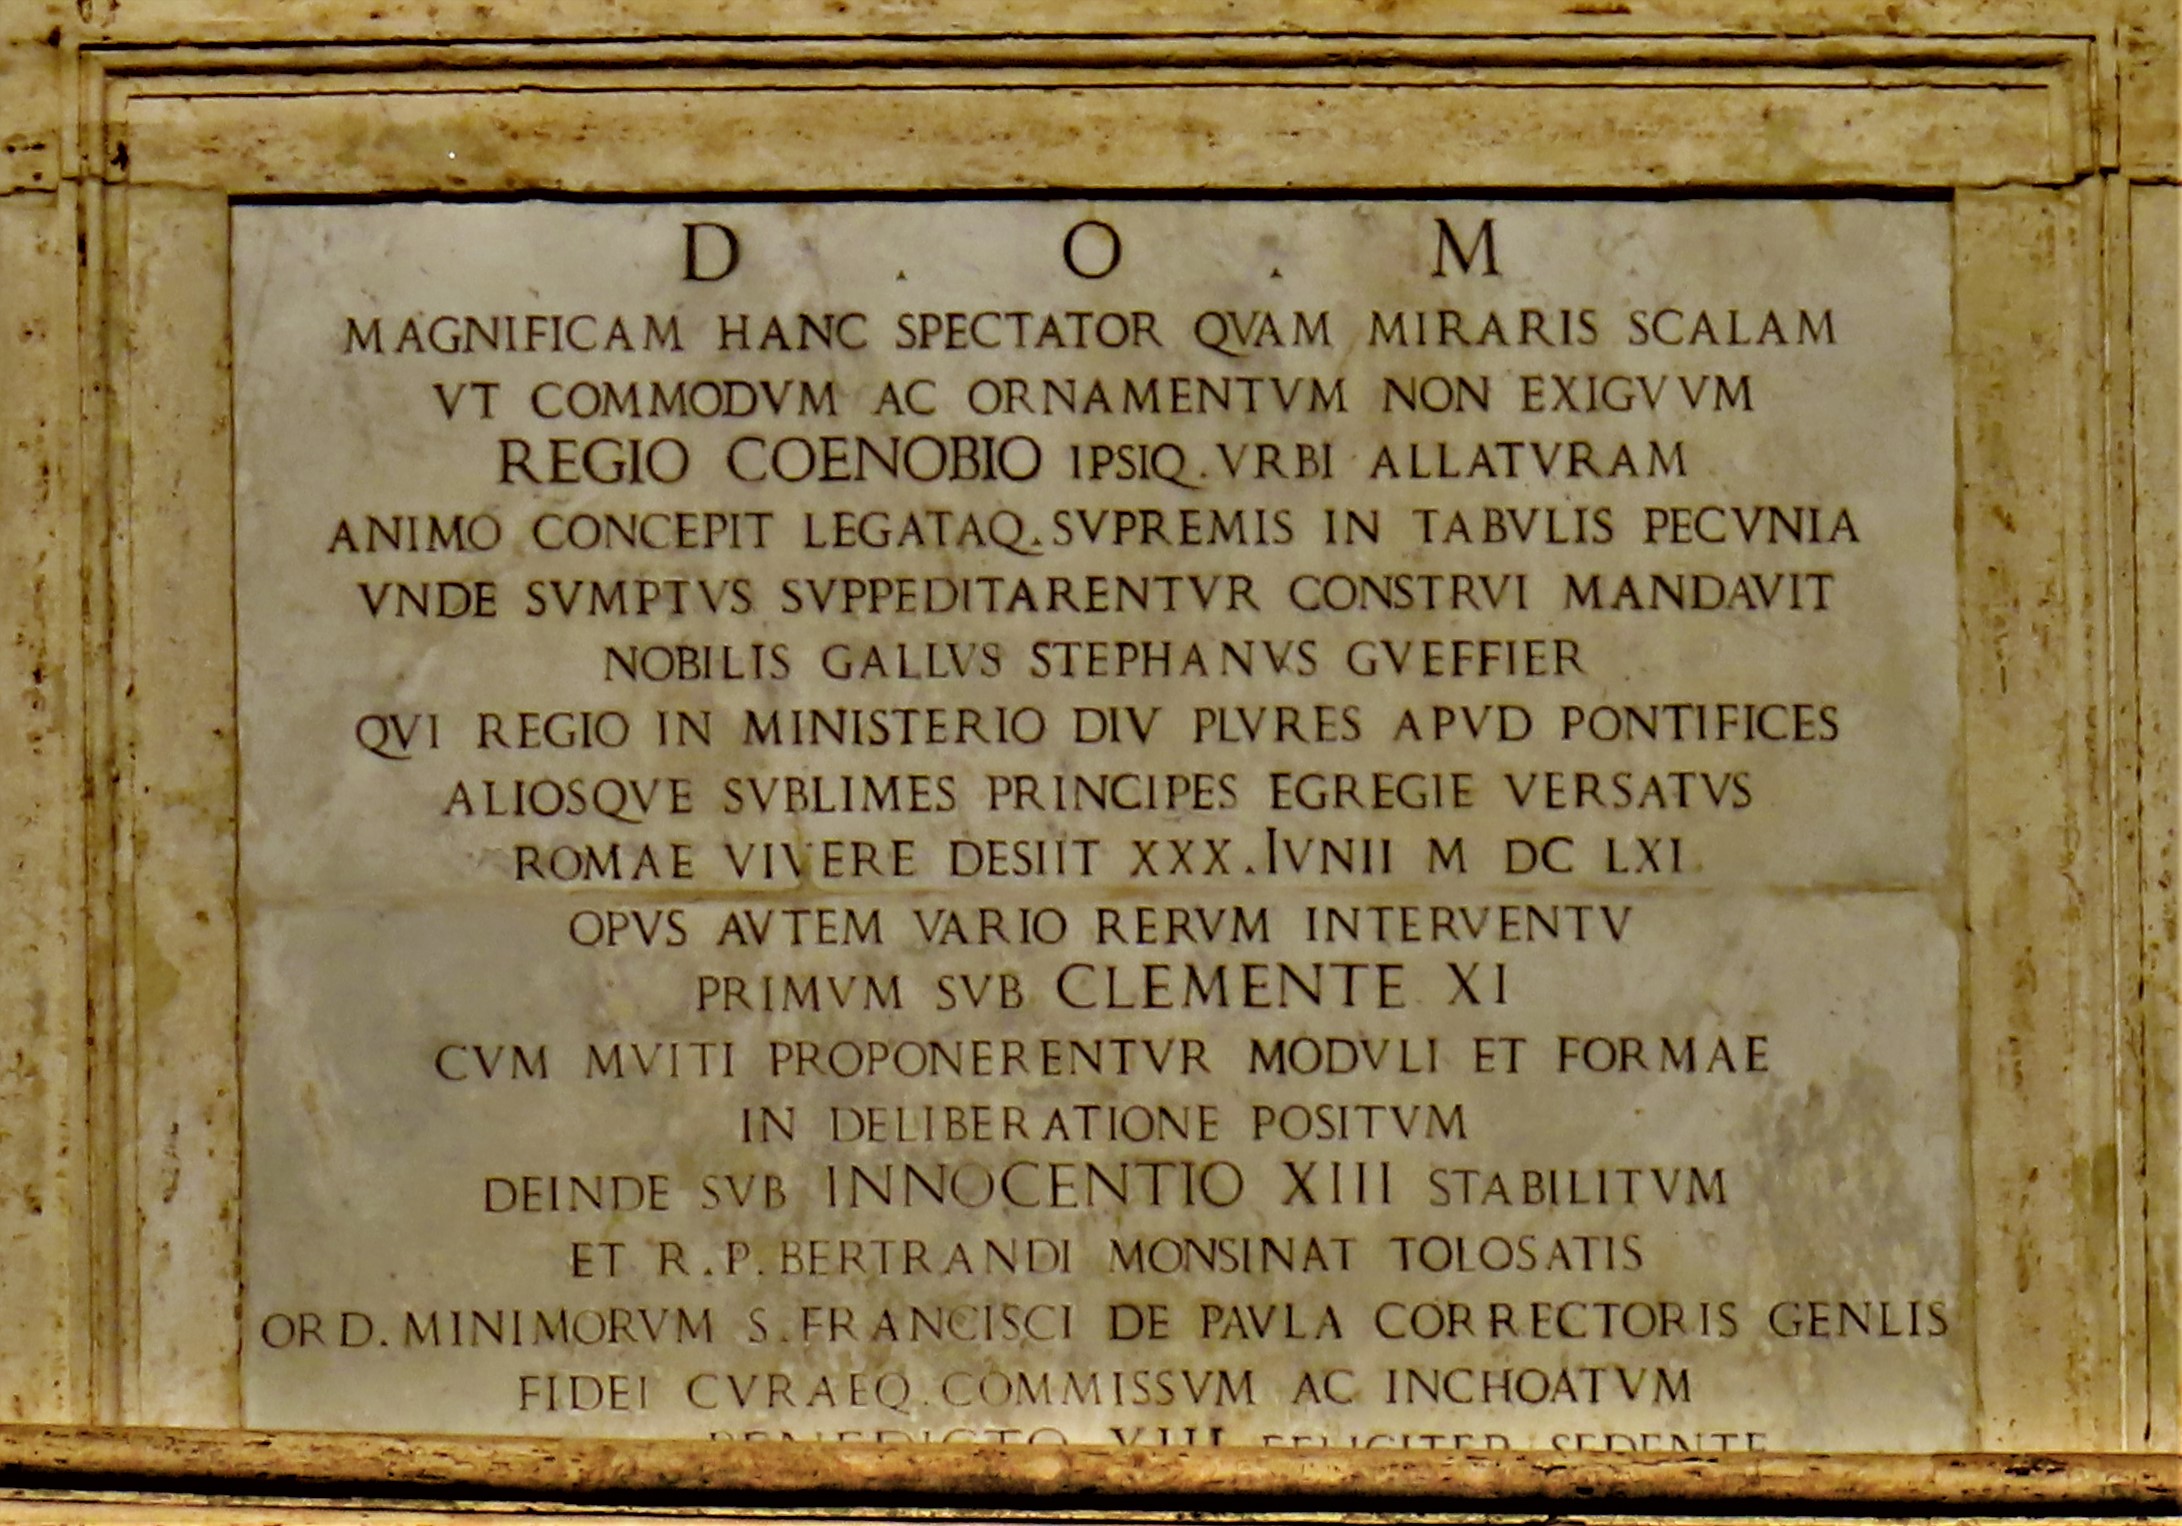 D . O . M
MAGNIFICAM HANC SPECTATOR QVAM MIRARIS SCALAM
VT COMMODVM AC ORNAMENTVM NON EXIGVVM
REGIO COENOBIO IPSIQ. VRBI ALLATVRAM
ANIMO CONCEPIT LEGATAQ. SVPREMIS IN TABVLIS PECVNIA
VNDE SVMPTVS SVPPEDITARENTVR CONSTRVI MANDAVIT
NOBILIS GALLVS STEPHANVS GVEFFIER
QVI REGIO IN MINISTERIO DIV PLVRES APVD PONTIFICES
ALIOSQVE SVBLIMES PRINCIPES EGREGIE VERSATVS
ROMAE VIVERE DESIIT XXX. IVNII M DC LXI
OPVS AVTEM VARIO RERVM INTERVENTV
PRIMVM SVB CLEMENTE XI
CVM MVITI PROPONERENTVR MODVLI ET FORMAE
IN DELIBERATIONE POSITVM
DEINDE SVB INNOCENTIO XIII STABILITVM
ET R. P. BERTRANDI MONSINAT TOLOSATIS
ORD. MINIMORVM S. FRANCISCI DE PAVLA CORRECTORIS GENLIS
FIDEI CVRAEQ. COMMISSVM AC INCHOATVM
BENEDICTO XIII FELICITER SEDENTE